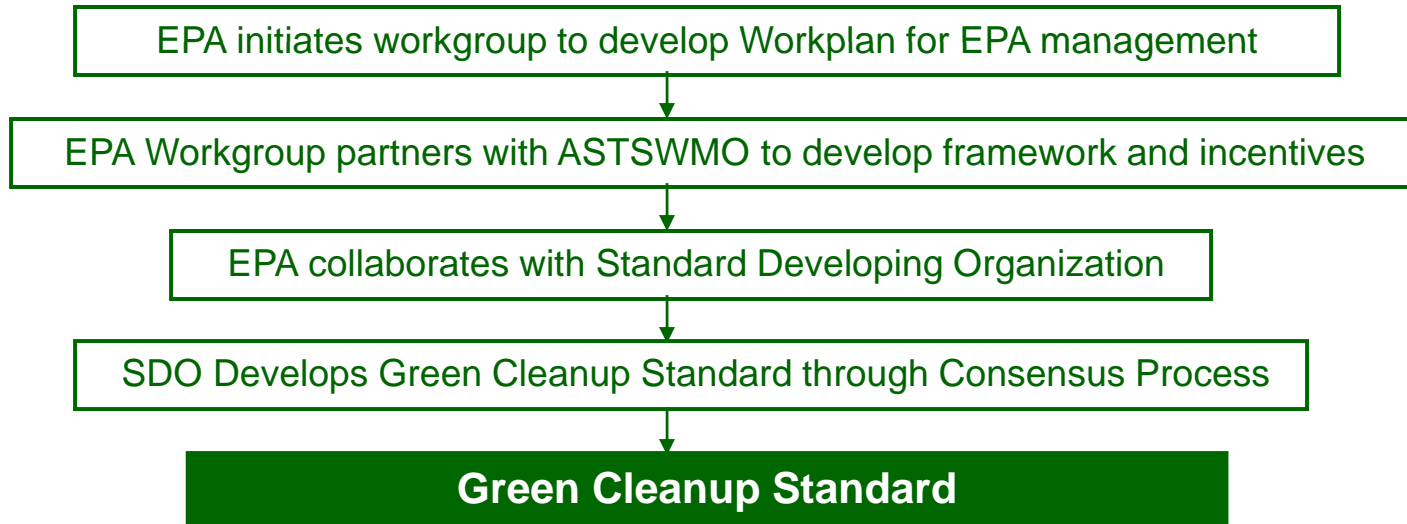 EPA initiates workgroup to develop Workplan for EPA management
EPA Workgroup partners with ASTSWMO to develop framework and incentives
EPA collaborates with Standard Developing Organization
SDO Develops Green Cleanup Standard through Consensus Process
Green Cleanup Standard